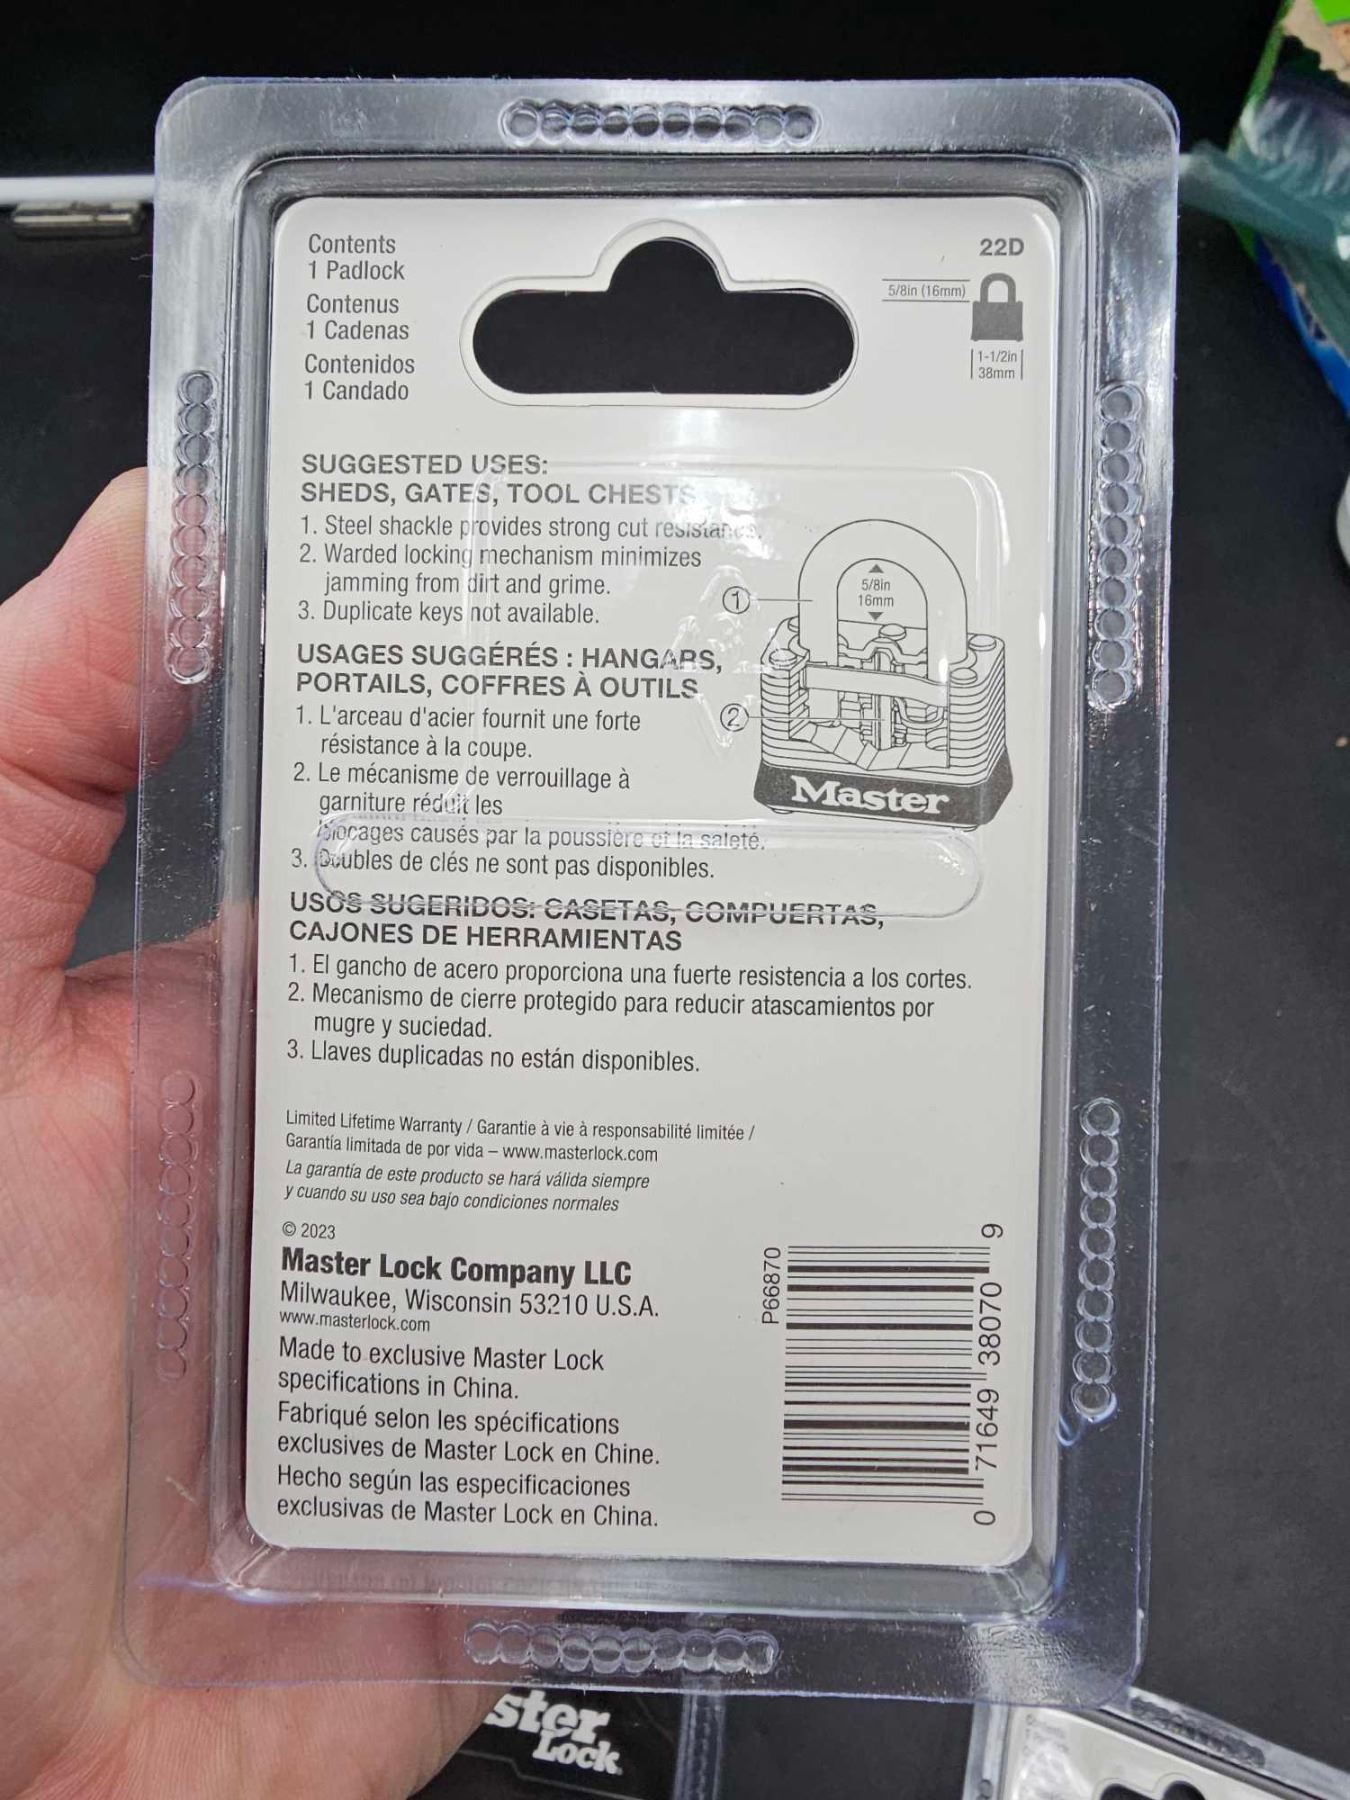 Contents
1 Padlock
Contenus
1 Cadenas
Contenidos
1 Candado
22D
5/8in (16mm)
1-1/2in
38mm
SUGGESTED USES:
SHEDS, GATES, TOOL CHESTS
1. Steel shackle provides strong cut resistance.
2. Warded locking mechanism minimizes
jamming from dirt and grime.
3. Duplicate keys not available.
USAGES SUGGÉRÉS : HANGARS,
PORTAILS, COFFRES À OUTILS
1. L'arceau d'acier fournit une forte
résistance à la coupe.
2. Le mécanisme de verrouillage à
garniture réduit les
blocages causés par la poussière et la saleté.
3. Doubles de clés ne sont pas disponibles.
1
5/8in
16mm
2
Master
USOS SUGERIDOS: CASETAS, COMPUERTAS,
CAJONES DE HERRAMIENTAS
1. El gancho de acero proporciona una fuerte resistencia a los cortes.
2. Mecanismo de cierre protegido para reducir atascamientos por
mugre y suciedad.
3. Llaves duplicadas no están disponibles.
Limited Lifetime Warranty / Garantie à vie à responsabilité limitée /
Garantía limitada de por vida – www.masterlock.com
La garantía de este producto se hará válida siempre
y cuando su uso sea bajo condiciones normales
© 2023
Master Lock Company LLC
Milwaukee, Wisconsin 53210 U.S.A.
www.masterlock.com
Made to exclusive Master Lock
specifications in China.
Fabriqué selon les spécifications
exclusives de Master Lock en Chine.
Hecho según las especificaciones
exclusivas de Master Lock en China.
P66870
0 71649 38070 9
ster
Lock